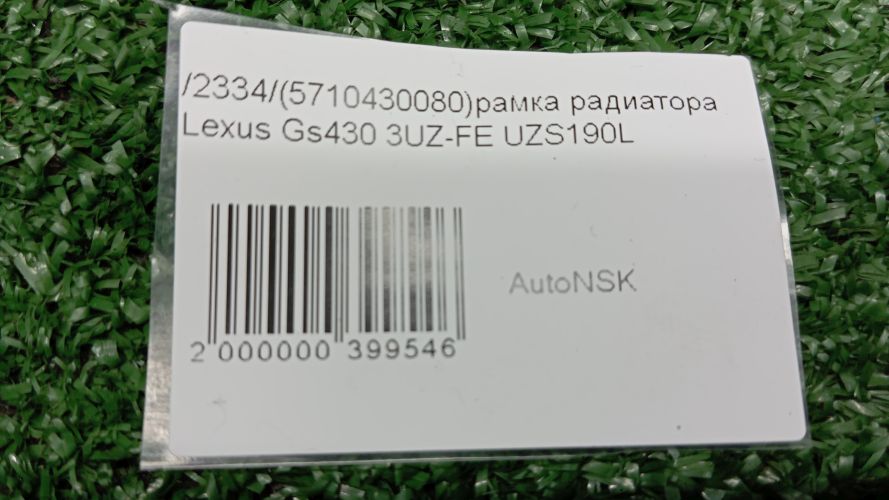 /2334/(5710430080)рамка радиатора
Lexus Gs430 3UZ-FE UZS190L
AutoNSK
2 000000 399546